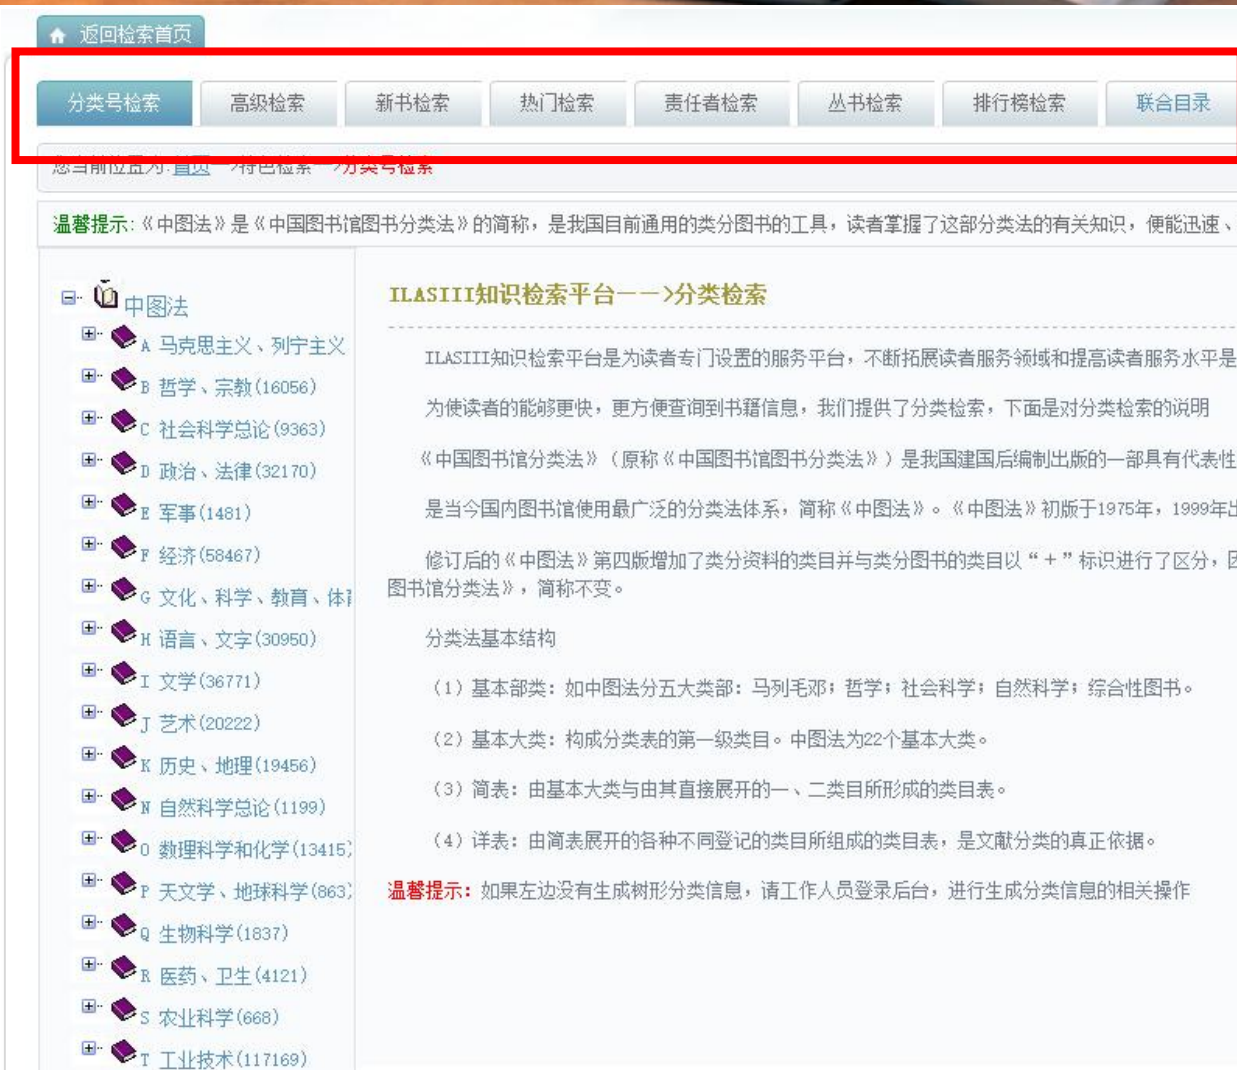 返回检索首页
分类号检索 高级检索 新书检索 热门检索 责任者检索 丛书检索 排行榜检索 联合目录
您当前位置为:首页-->特色检索-->分类号检索
温馨提示:《中图法》是《中国图书馆图书分类法》的简称，是我国目前通用的类分图书的工具，读者掌握了这部分类法的有关知识，便能迅速、
中图法
A 马克思主义、列宁主义
B 哲学、宗教(16056)
C 社会科学总论(9363)
D 政治、法律(32170)
E 军事(1481)
F 经济(58467)
G 文化、科学、教育、体育
H 语言、文字(30950)
I 文学(36771)
J 艺术(20222)
K 历史、地理(19456)
N 自然科学总论(1199)
O 数理科学和化学(13415)
P 天文学、地球科学(863)
Q 生物科学(1837)
R 医药、卫生(4121)
S 农业科学(668)
T 工业技术(117169)
ILASIII知识检索平台——>分类检索
ILASIII知识检索平台是为读者专门设置的服务平台，不断拓展读者服务领域和提高读者服务水平是
为使读者的能够更快，更方便查询到书籍信息，我们提供了分类检索，下面是对分类检索的说明
《中国图书馆分类法》（原称《中国图书馆图书分类法》）是我国建国后编制出版的一部具有代表性
是当今国内图书馆使用最广泛的分类法体系，简称《中图法》。《中图法》初版于1975年，1999年出
修订后的《中图法》第四版增加了类分资料的类目并与类分图书的类目以“＋”标识进行了区分，因
图书馆分类法》，简称不变。
分类法基本结构
（1）基本部类：如中图法分五大类部：马列毛邓；哲学；社会科学；自然科学；综合性图书。
（2）基本大类：构成分类表的第一级类目。中图法为22个基本大类。
（3）简表：由基本大类与由其直接展开的一、二类目所形成的类目表。
（4）详表：由简表展开的各种不同登记的类目所组成的类目表，是文献分类的真正依据。
温馨提示：如果左边没有生成树形分类信息，请工作人员登录后台，进行生成分类信息的相关操作